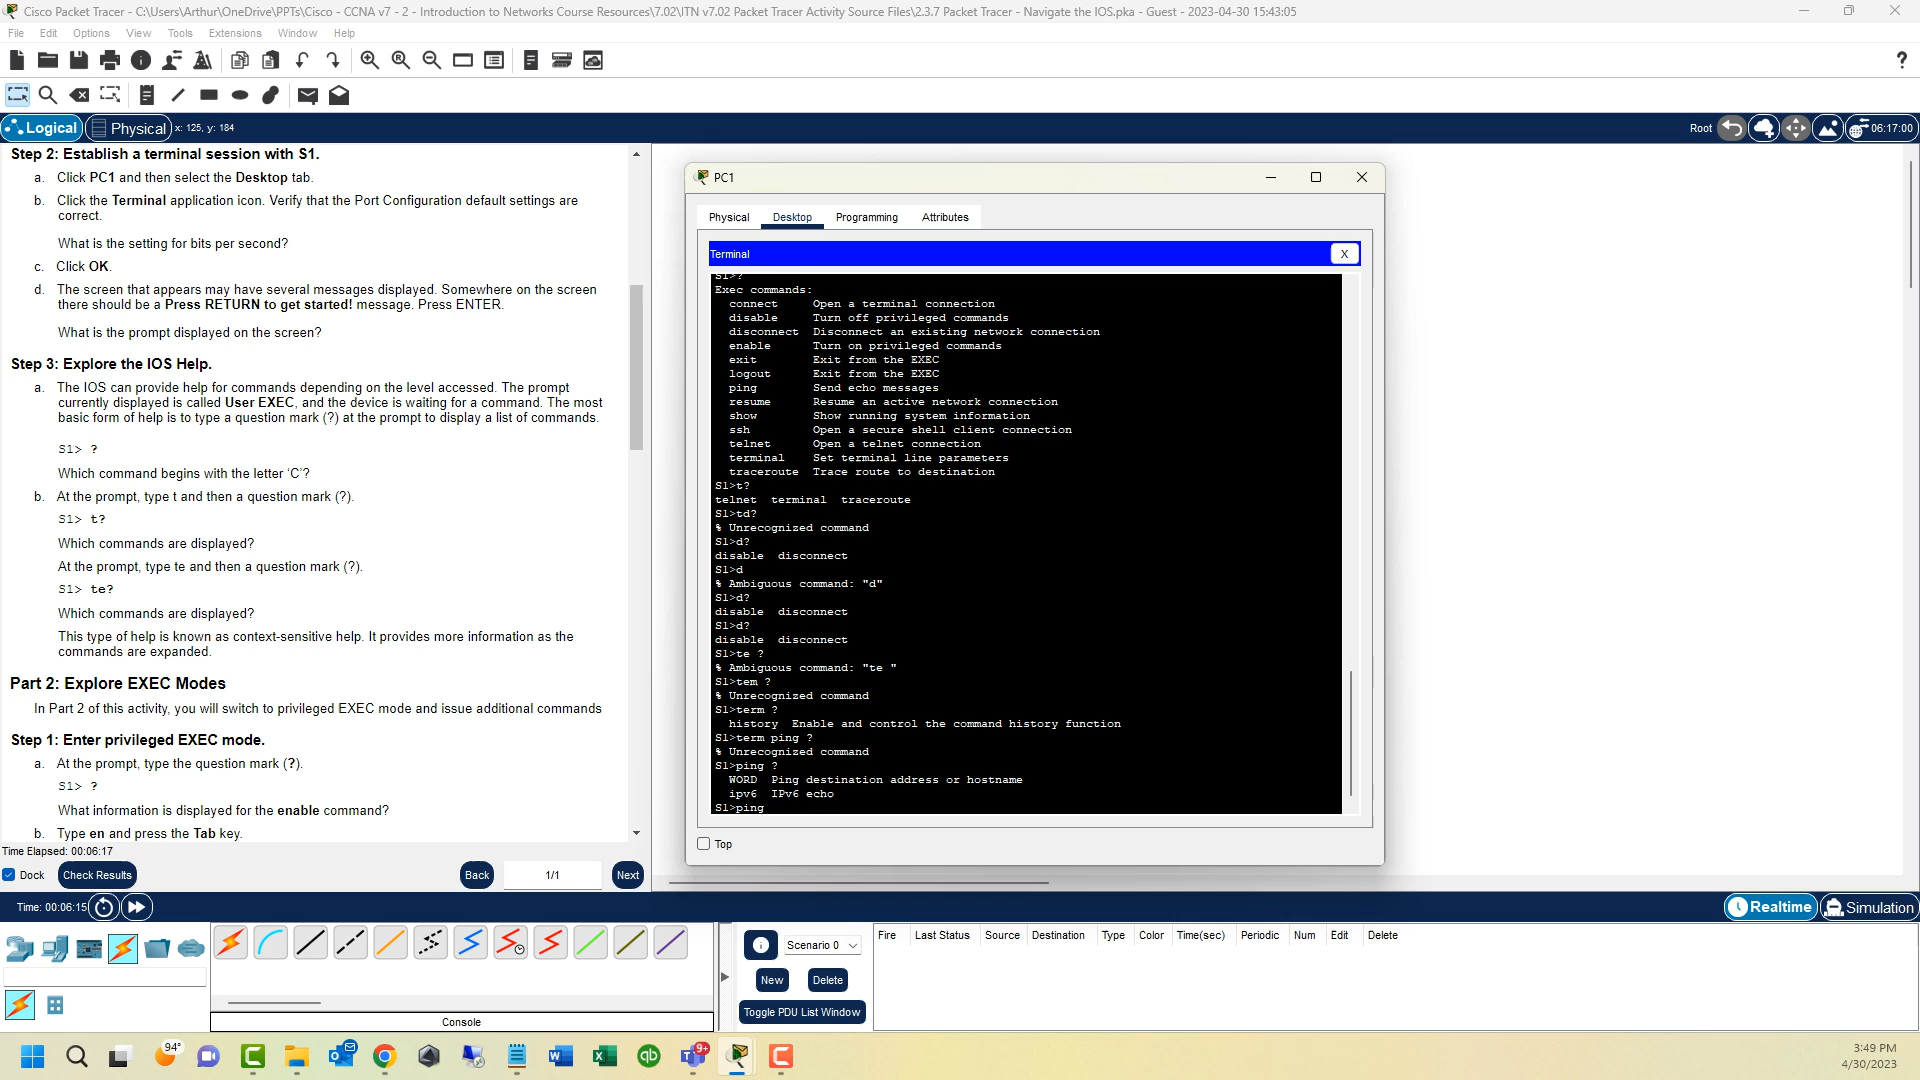 Cisco Packet Tracer - C:\Users\Arthur\OneDrive\PPTs\Cisco - CCNA v7 - 2 - Introduction to Networks Course Resources\7.02\ITN v7.02 Packet Tracer Activity Source Files\2.3.7 Packet Tracer - Navigate the IOS.pka - Guest - 2023-04-30 15:43:05
File Edit Options View Tools Extensions Window Help
?
Logical Physical x: 125, y: 184 Root 06:17:00
Step 2: Establish a terminal session with S1.
a. Click PC1 and then select the Desktop tab.
b. Click the Terminal application icon. Verify that the Port Configuration default settings are
correct.
What is the setting for bits per second?
c. Click OK.
d. The screen that appears may have several messages displayed. Somewhere on the screen
there should be a Press RETURN to get started! message. Press ENTER.
What is the prompt displayed on the screen?
Step 3: Explore the IOS Help.
a. The IOS can provide help for commands depending on the level accessed. The prompt
currently displayed is called User EXEC, and the device is waiting for a command. The most
basic form of help is to type a question mark (?) at the prompt to display a list of commands.
S1> ?
Which command begins with the letter 'C'?
b. At the prompt, type t and then a question mark (?).
S1> t?
Which commands are displayed?
At the prompt, type te and then a question mark (?).
S1> te?
Which commands are displayed?
This type of help is known as context-sensitive help. It provides more information as the
commands are expanded.
Part 2: Explore EXEC Modes
In Part 2 of this activity, you will switch to privileged EXEC mode and issue additional commands
Step 1: Enter privileged EXEC mode.
a. At the prompt, type the question mark (?).
S1> ?
What information is displayed for the enable command?
b. Type en and press the Tab key.
Time Elapsed: 00:06:17
Dock Check Results Back 1/1 Next
PC1
Physical Desktop Programming Attributes
Terminal X
S1>?
Exec commands:
connect Open a terminal connection
disable Turn off privileged commands
disconnect Disconnect an existing network connection
enable Turn on privileged commands
exit Exit from the EXEC
logout Exit from the EXEC
ping Send echo messages
resume Resume an active network connection
show Show running system information
ssh Open a secure shell client connection
telnet Open a telnet connection
terminal Set terminal line parameters
traceroute Trace route to destination
S1>t?
telnet terminal traceroute
S1>td?
% Unrecognized command
S1>d?
disable disconnect
S1>d
% Ambiguous command: "d"
S1>d?
disable disconnect
S1>d?
disable disconnect
S1>te ?
% Ambiguous command: "te "
S1>tem ?
% Unrecognized command
S1>term ?
history Enable and control the command history function
S1>term ping ?
% Unrecognized command
S1>ping ?
WORD Ping destination address or hostname
ipv6 IPv6 echo
S1>ping
Top
Time: 00:06:15 Realtime Simulation
Console
Scenario 0
New Delete
Toggle PDU List Window
Fire Last Status Source Destination Type Color Time(sec) Periodic Num Edit Delete
94°
9+
3:49 PM
4/30/2023